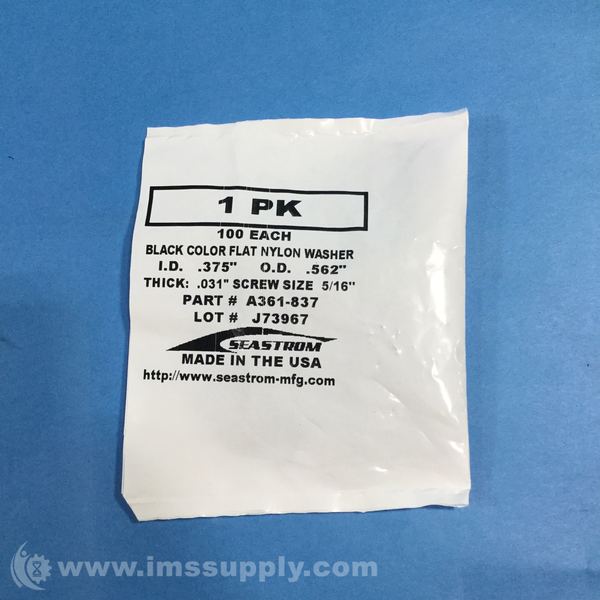 1 PK
100 EACH
BLACK COLOR FLAT NYLON WASHER
I.D. .375" O.D. .562"
THICK: .031" SCREW SIZE 5/16"
PART # A361-837
LOT # J73967
SEASTROM
MADE IN THE USA
http://www.seastrom-mfg.com
www.imssupply.com